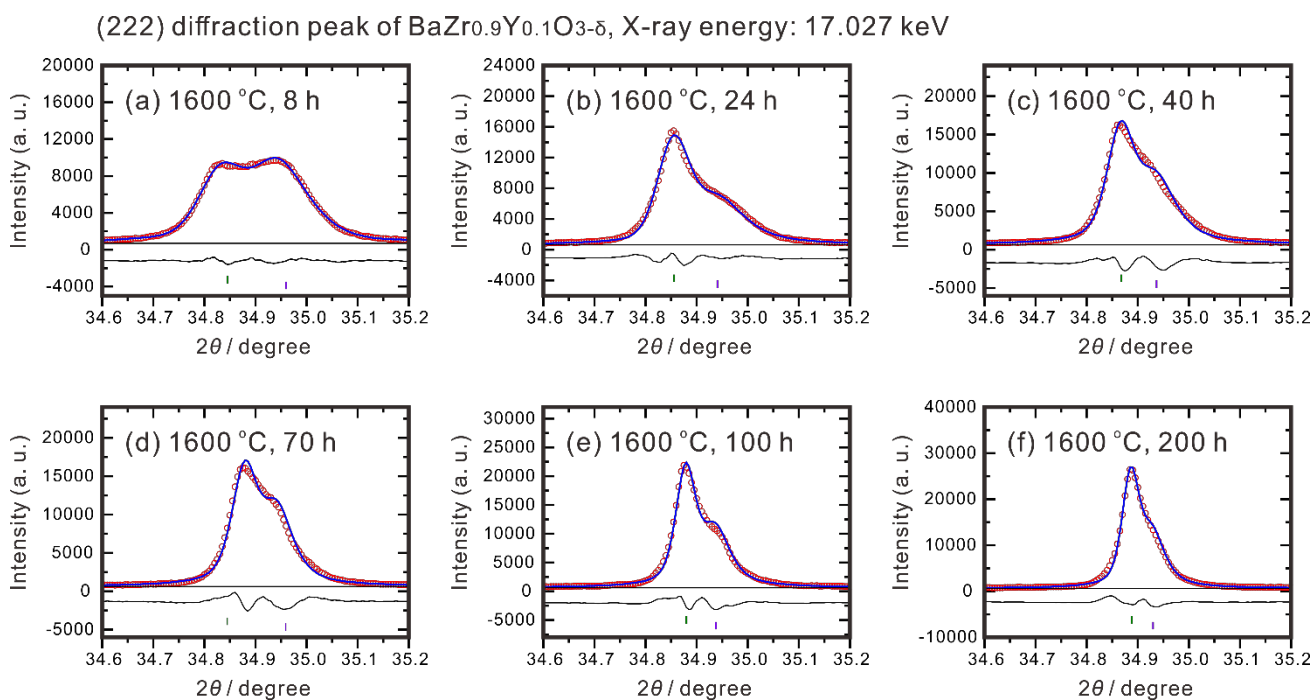 (222) diffraction peak of BaZr0.9Y0.1O3-δ, X-ray energy: 17.027 keV
(a) 1600 °C, 8 h
Intensity (a. u.)
20000
16000
12000
8000
4000
0
-4000
34.6 34.7 34.8 34.9 35.0 35.1 35.2
2θ / degree
(b) 1600 °C, 24 h
Intensity (a. u.)
24000
20000
16000
12000
8000
4000
0
-4000
34.6 34.7 34.8 34.9 35.0 35.1 35.2
2θ / degree
(c) 1600 °C, 40 h
Intensity (a. u.)
20000
15000
10000
5000
0
-5000
34.6 34.7 34.8 34.9 35.0 35.1 35.2
2θ / degree
(d) 1600 °C, 70 h
Intensity (a. u.)
20000
15000
10000
5000
0
-5000
34.6 34.7 34.8 34.9 35.0 35.1 35.2
2θ / degree
(e) 1600 °C, 100 h
Intensity (a. u.)
30000
25000
20000
15000
10000
5000
0
-5000
34.6 34.7 34.8 34.9 35.0 35.1 35.2
2θ / degree
(f) 1600 °C, 200 h
Intensity (a. u.)
40000
30000
20000
10000
0
-10000
34.6 34.7 34.8 34.9 35.0 35.1 35.2
2θ / degree